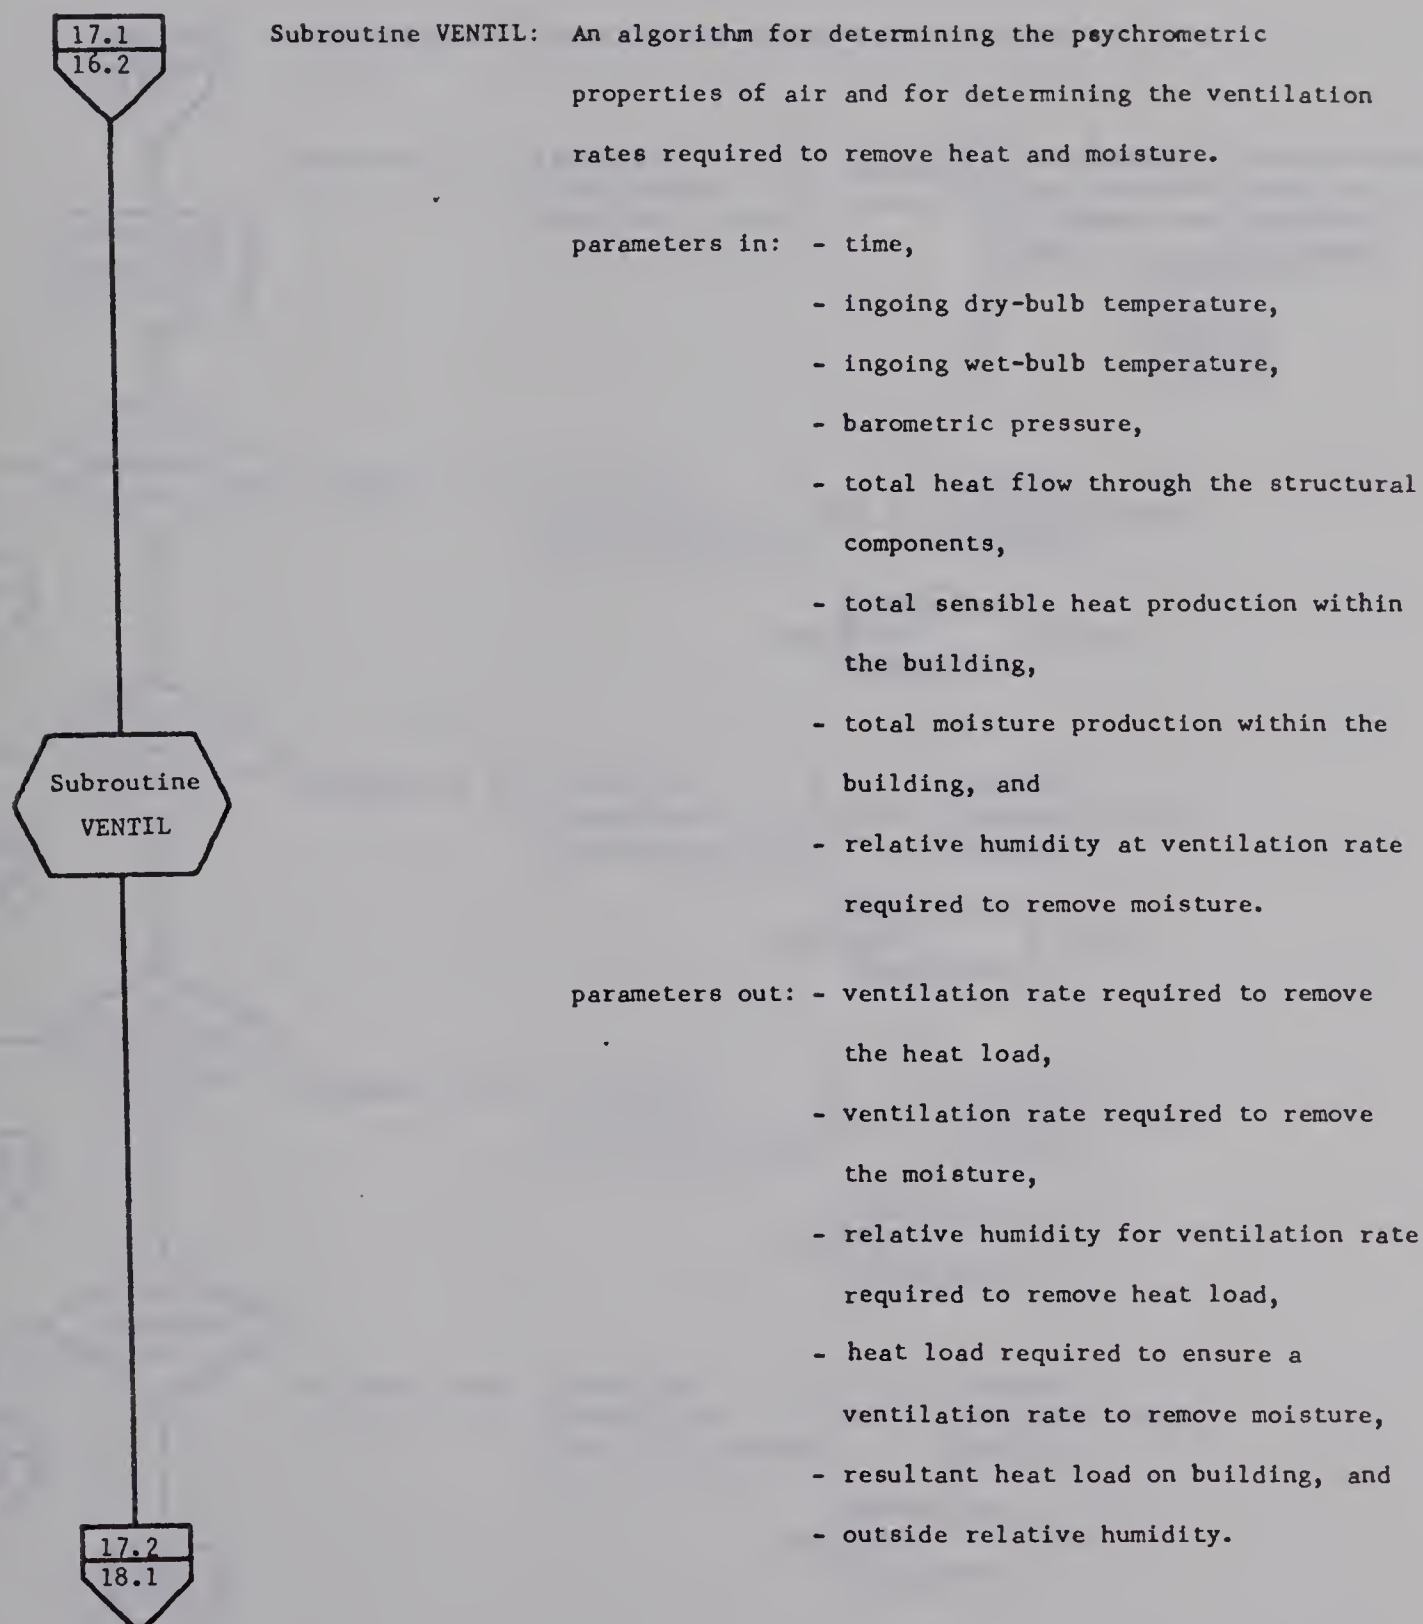 17.1
16.2
Subroutine VENTIL: An algorithm for determining the psychrometric
properties of air and for determining the ventilation
rates required to remove heat and moisture.
parameters in: - time,
- ingoing dry-bulb temperature,
- ingoing wet-bulb temperature,
- barometric pressure,
- total heat flow through the structural
components,
- total sensible heat production within
the building,
- total moisture production within the
building, and
- relative humidity at ventilation rate
required to remove moisture.
Subroutine
VENTIL
parameters out: - ventilation rate required to remove
the heat load,
- ventilation rate required to remove
the moisture,
- relative humidity for ventilation rate
required to remove heat load,
- heat load required to ensure a
ventilation rate to remove moisture,
- resultant heat load on building, and
- outside relative humidity.
17.2
18.1